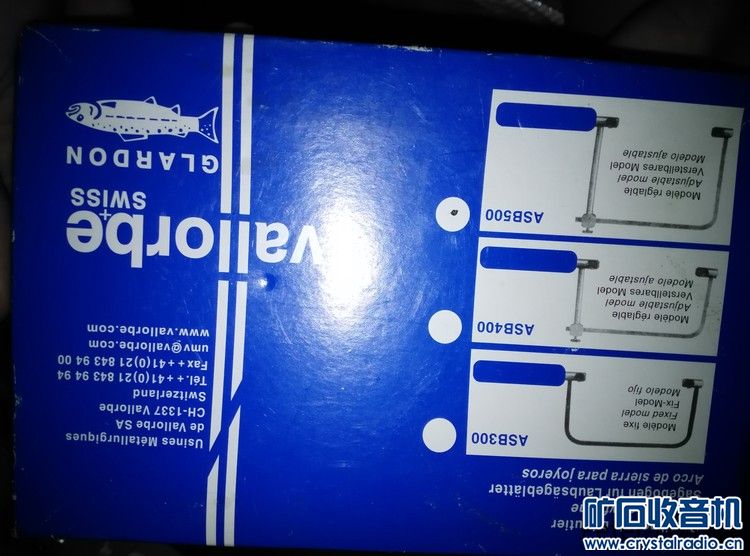 Sägebogen für Laubsägeblätter
Arco de sierra para joyeros
ASB300
Modèle fixe
Fixed model
Fix-Model
Modelo fijo
ASB400
Modèle réglable
Adjustable model
Verstellbares Model
Modelo ajustable
ASB500
Modèle réglable
Adjustable model
Verstellbares Model
Modelo ajustable
Usines Métallurgiques
de Vallorbe SA
CH-1337 Vallorbe
Switzerland
Tél.++41(0)21 843 94 94
Fax++41(0)21 843 94 00
umv@vallorbe.com
www.vallorbe.com
vallorbe
SWISS
GLARDON
矿石收音机
www.crystalradio.cn